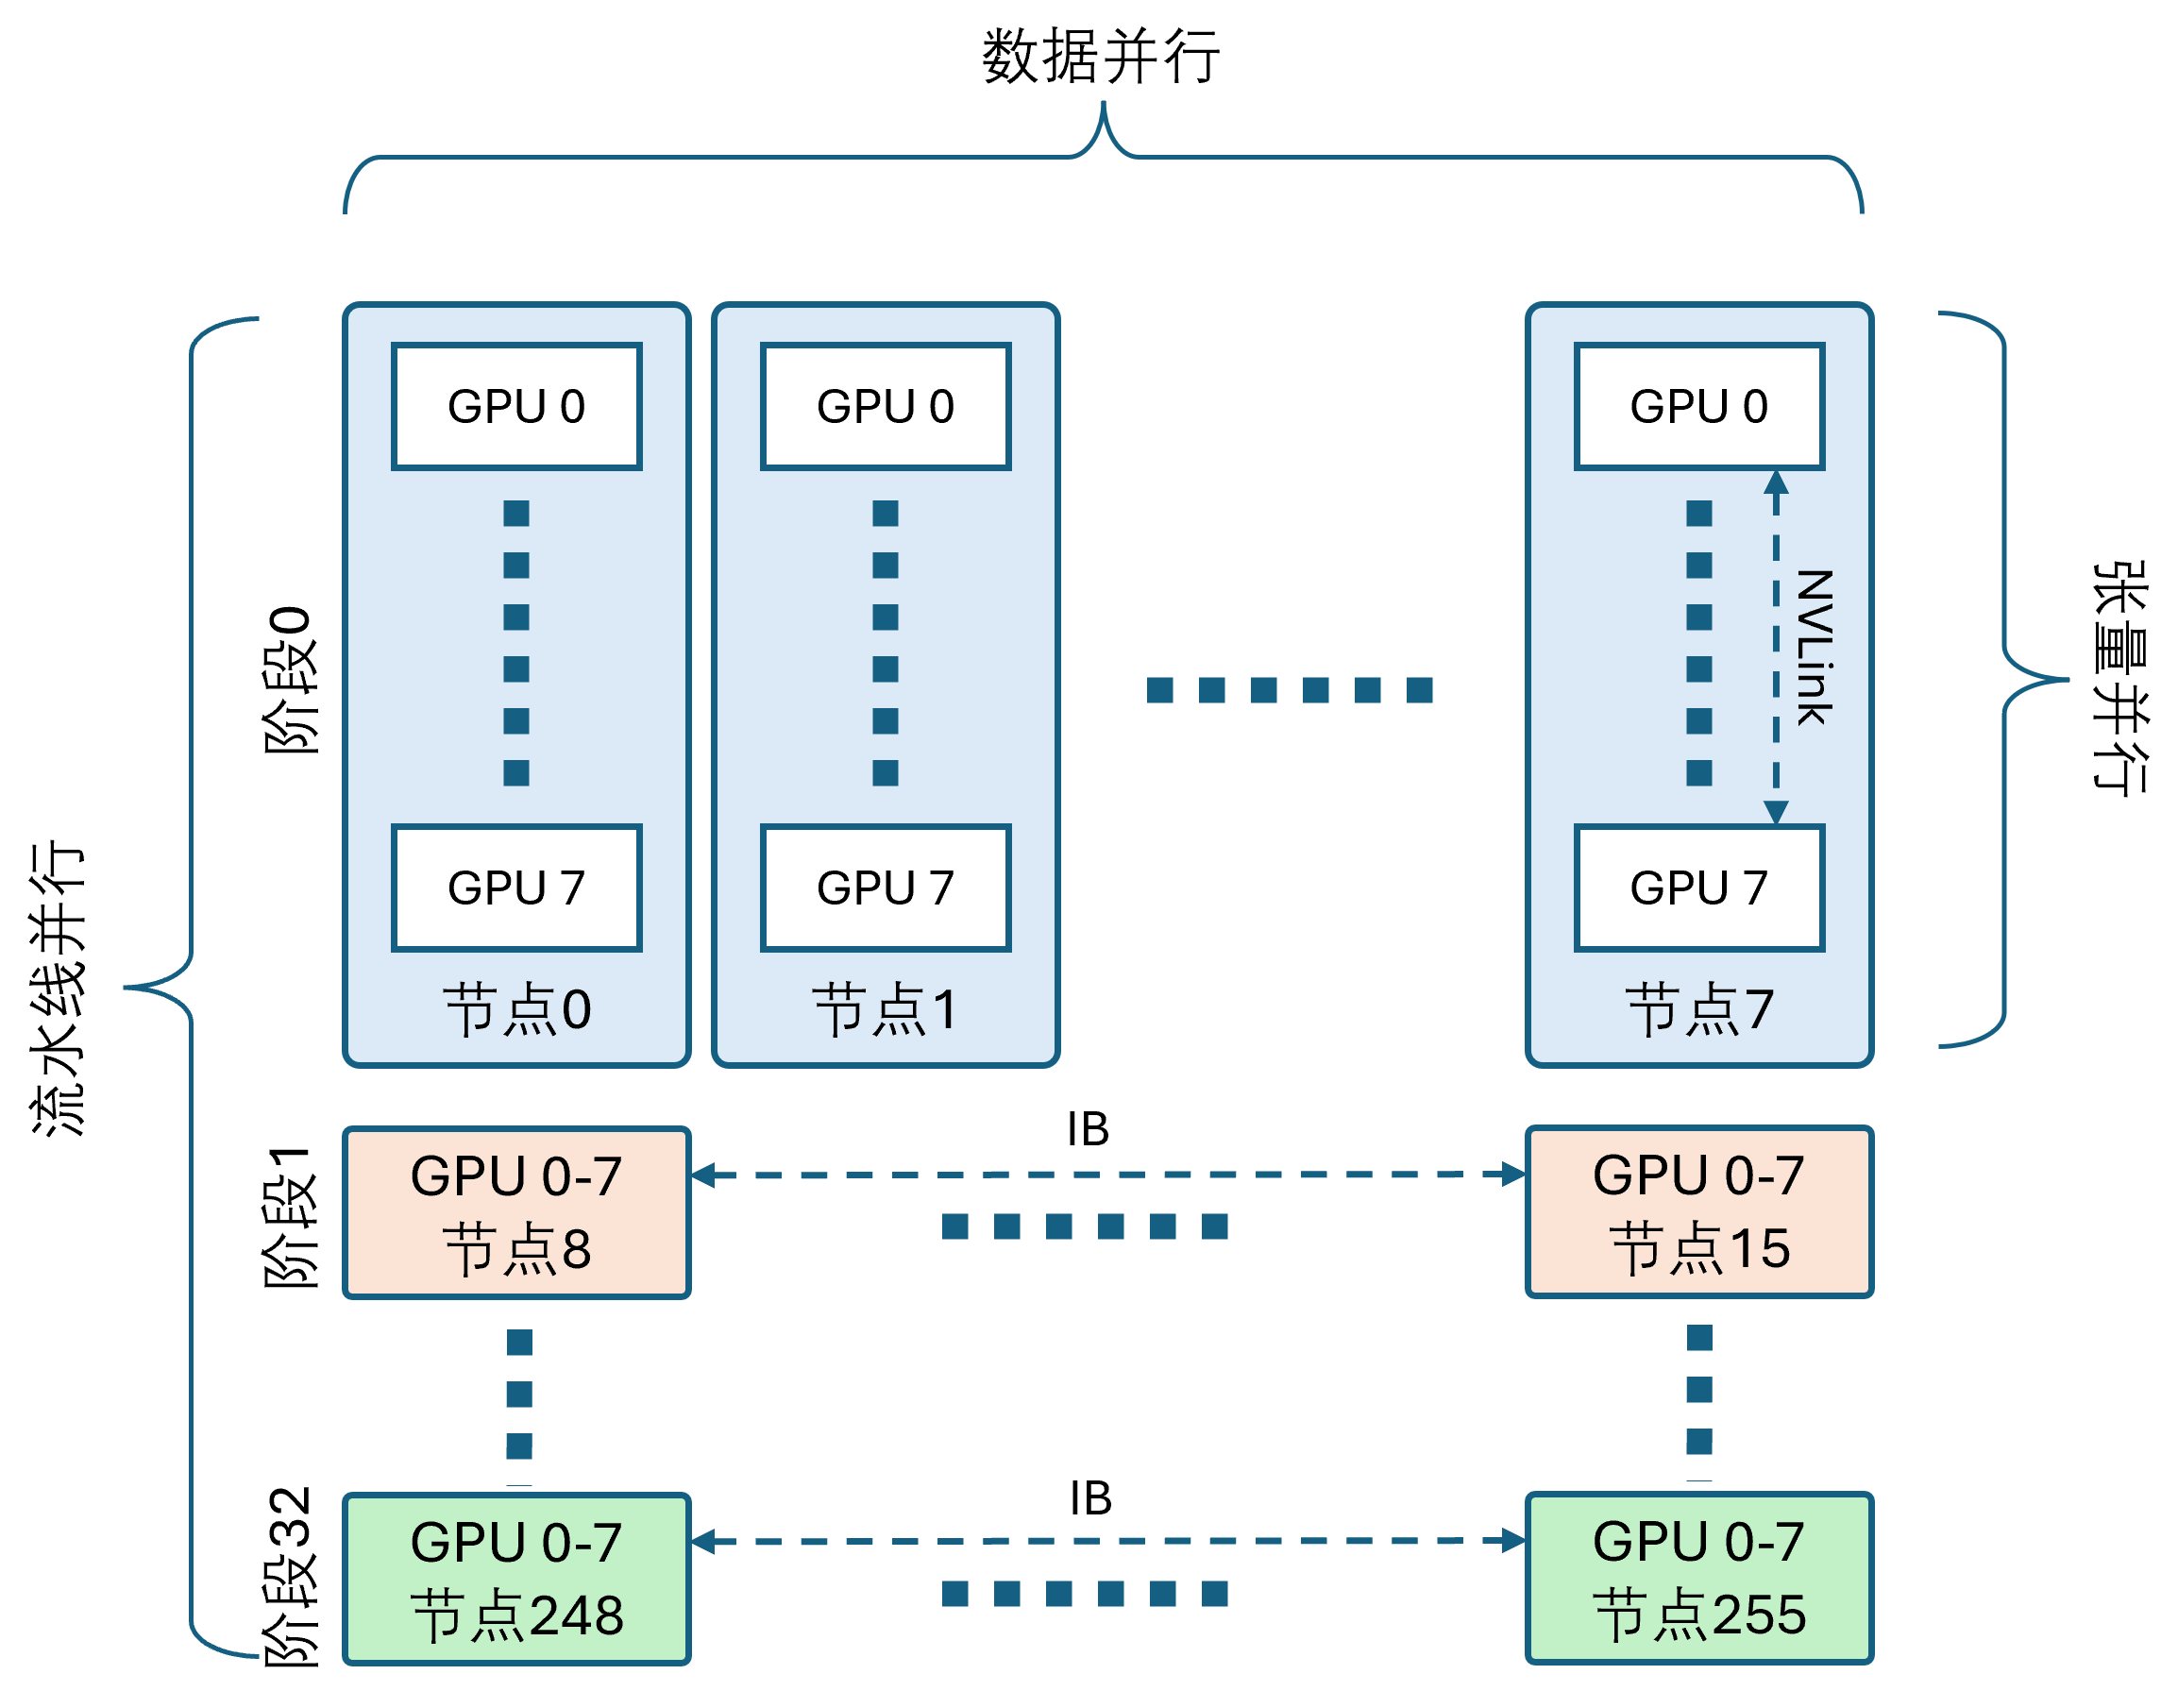 数据并行
流水线并行
阶段0
GPU 0
GPU 7
节点0
GPU 0
GPU 7
节点1
GPU 0
NVLink
GPU 7
节点7
张量并行
阶段1
GPU 0-7
节点8
IB
GPU 0-7
节点15
阶段32
GPU 0-7
节点248
IB
GPU 0-7
节点255